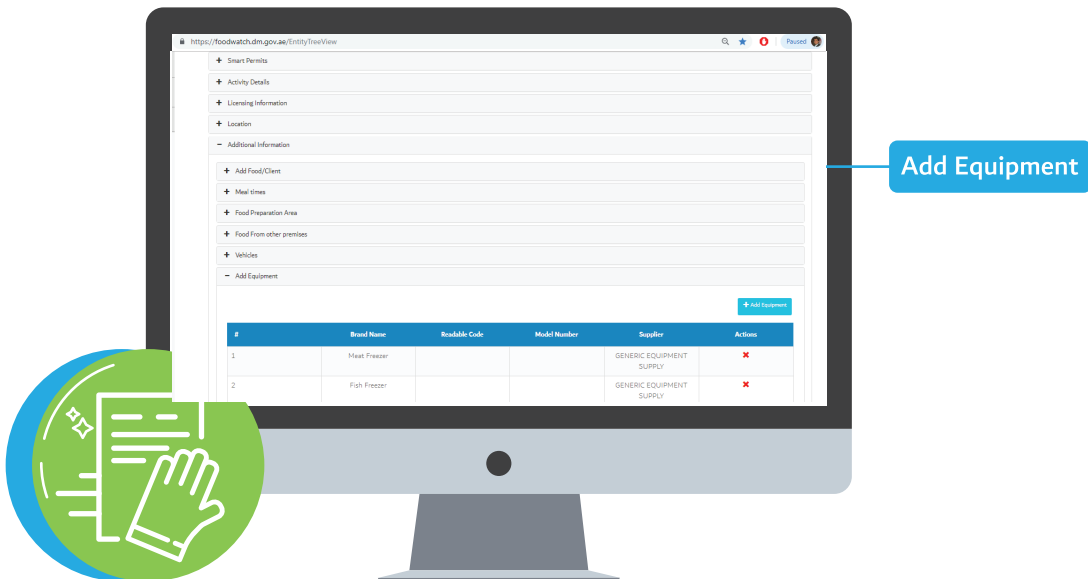 https://foodwatch.dm.gov.ae/EntityTreeView
Paused
+ Smart Permits
+ Activity Details
+ Licensing Information
+ Location
− Additional Information
+ Add Food/Client
+ Meal times
+ Food Preparation Area
+ Food From other premises
+ Vehicles
− Add Equipment
+ Add Equipment
# Brand Name Readable Code Model Number Supplier Actions
1 Meat Freezer GENERIC EQUIPMENT
SUPPLY
2 Fish Freezer GENERIC EQUIPMENT
SUPPLY
Add Equipment